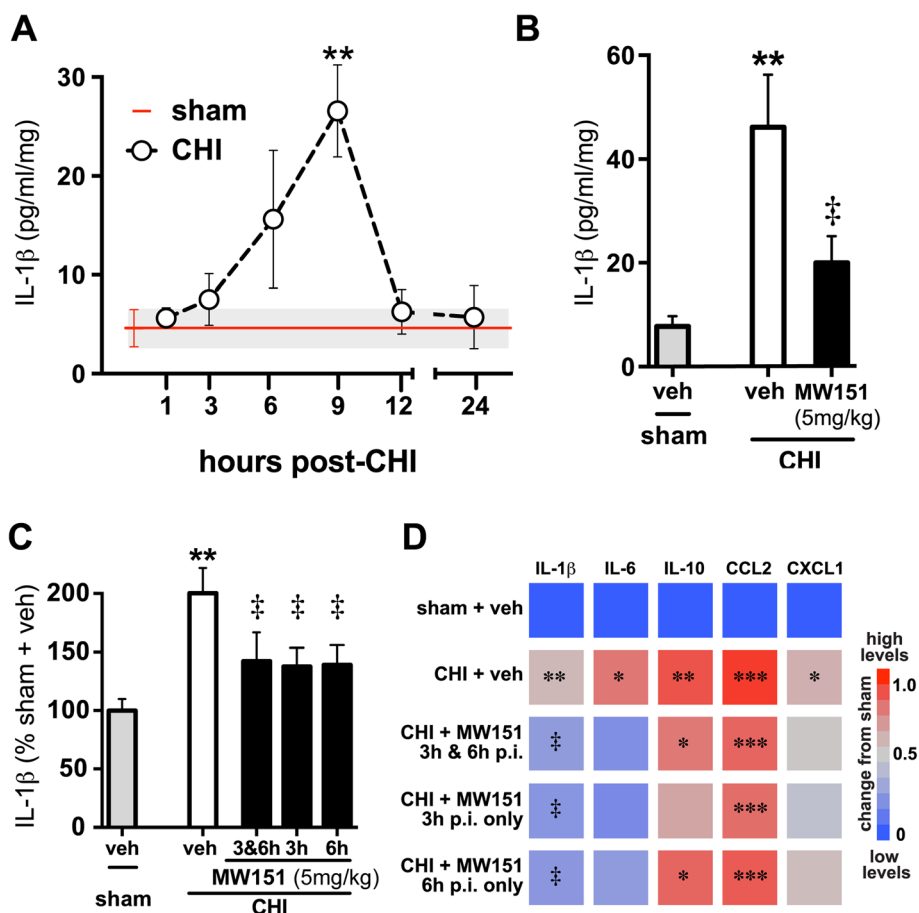 A
**
30
20
10
0
IL-1β (pg/ml/mg)
sham
CHI
1 3 6 9 12 24
hours post-CHI
B
60
40
20
0
IL-1β (pg/ml/mg)
**
‡
veh veh MW151
(5mg/kg)
sham CHI
C
200
150
100
50
0
IL-1β (% sham + veh)
**
‡ ‡ ‡
veh veh 3&6h 3h 6h
MW151 (5mg/kg)
sham CHI
D
IL-1β IL-6 IL-10 CCL2 CXCL1
sham + veh
CHI + veh
** * ** *** *
CHI + MW151
3h & 6h p.i.
‡ * ***
CHI + MW151
3h p.i. only
‡ ***
CHI + MW151
6h p.i. only
‡ * ***
high
levels
1.0
0.5
0
change from sham
low levels